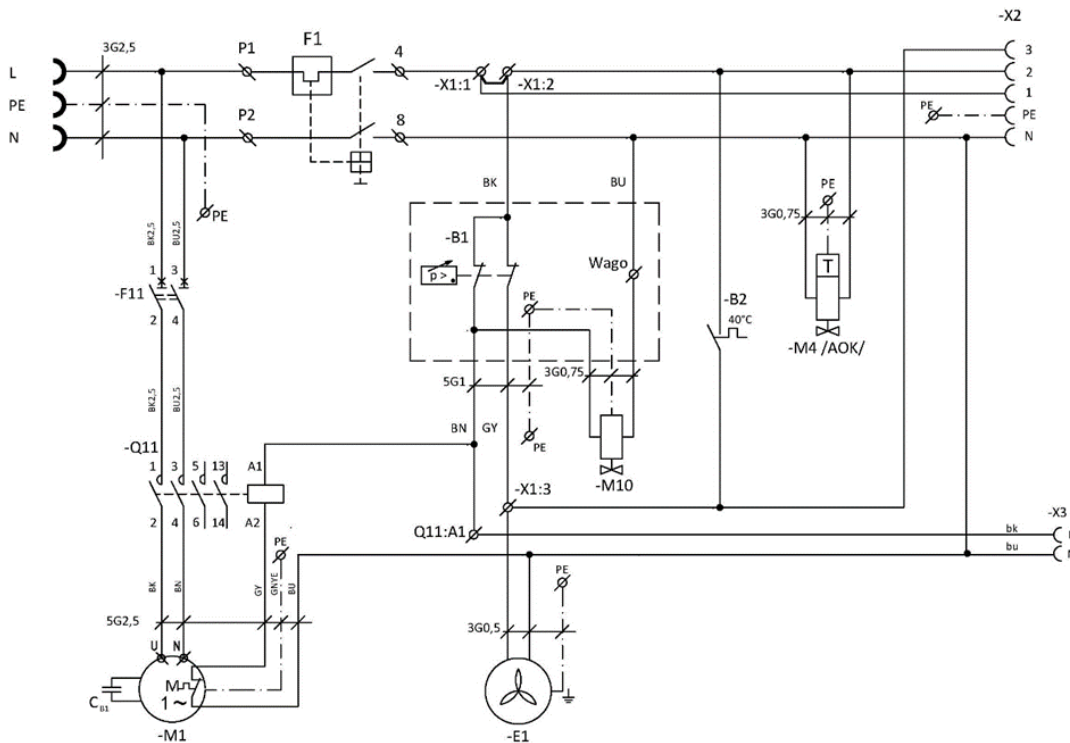 -X2
3G2,5
P1
F1
4
3
L
2
-X1:1
-X1:2
1
PE
PE
PE
P2
8
N
N
BK
BU
PE
3G0,75
PE
BK2,5
BU2,5
-B1
p >
Wago
T
1
3
-F11
PE
-B2
40°C
2
4
-M4 /AOK/
5G1
3G0,75
BK2,5
BU2,5
BN
GY
PE
-Q11
1
3
5
13
A1
-M10
-X1:3
2
4
6
14
A2
Q11:A1
bk
-X3
PE
bu
PE
BK
BN
GY
GNYE
BU
5G2,5
3G0,5
U
N
M
1 ~
C B1
-M1
-E1